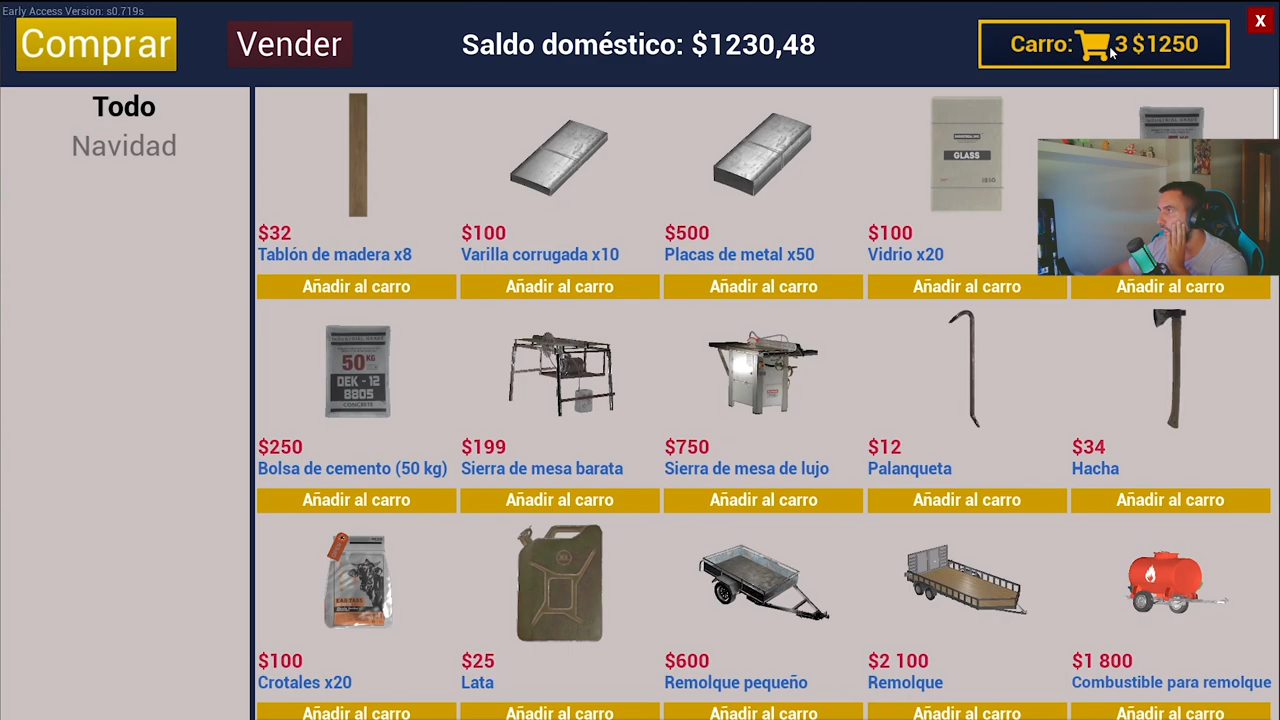 Early Access Version: s0.719s
Comprar
Vender
Saldo doméstico: $1230,48
Carro: 3 $1250
X
Todo
Navidad
GLASS
$32
Tablón de madera x8
$100
Varilla corrugada x10
$500
Placas de metal x50
$100
Vidrio x20
Añadir al carro
Añadir al carro
Añadir al carro
Añadir al carro
Añadir al carro
INDUSTRIAL GRADE
50 KG
DEK - 12
8805
CONCRETE
$250
Bolsa de cemento (50 kg)
$199
Sierra de mesa barata
$750
Sierra de mesa de lujo
$12
Palanqueta
$34
Hacha
Añadir al carro
Añadir al carro
Añadir al carro
Añadir al carro
Añadir al carro
$100
Crotales x20
$25
Lata
$600
Remolque pequeño
$2 100
Remolque
$1 800
Combustible para remolque
Añadir al carro
Añadir al carro
Añadir al carro
Añadir al carro
Añadir al carro